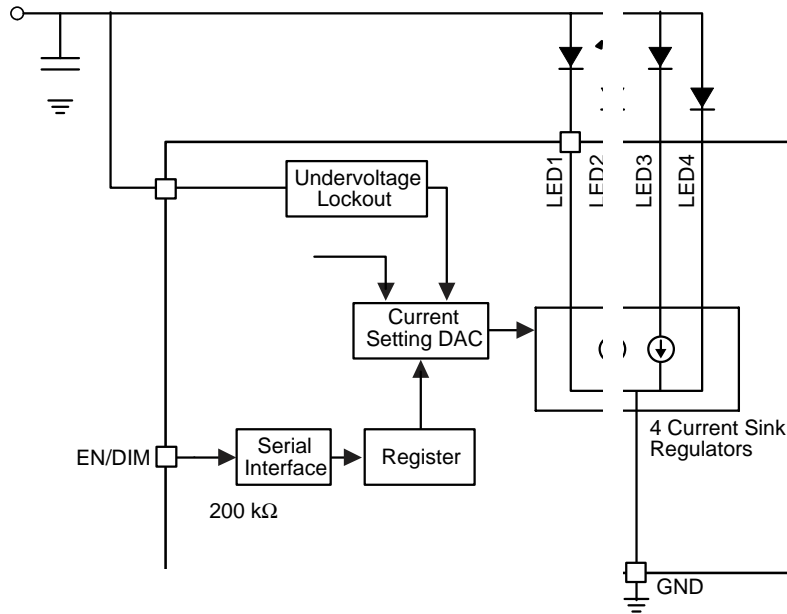 LED1
LED2
LED3
LED4
Undervoltage
Lockout
Current
Setting DAC
4 Current Sink
Regulators
EN/DIM
Serial
Interface
Register
200 kΩ
GND